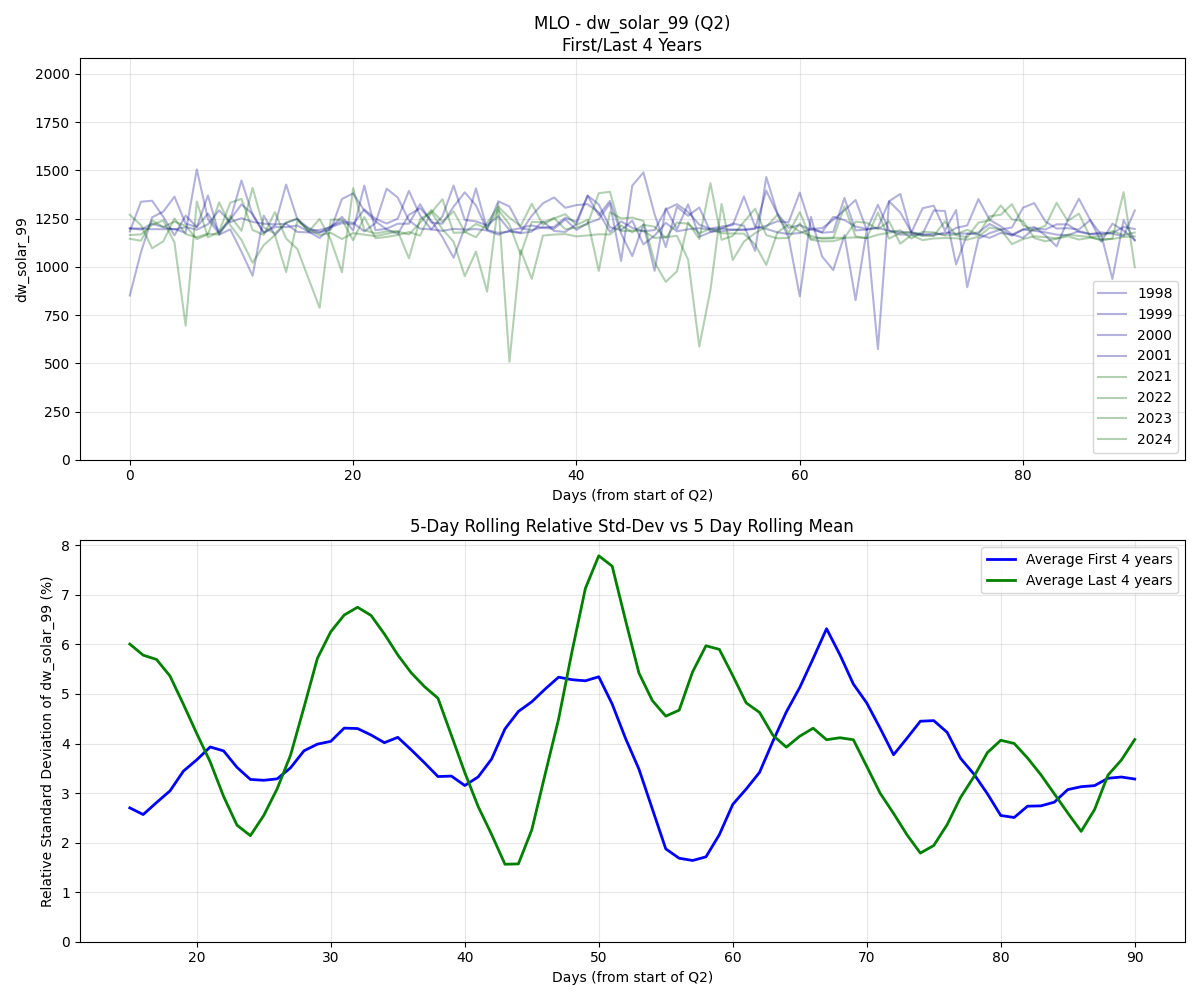 MLO - dw_solar_99 (Q2)
First/Last 4 Years
dw_solar_99
2000
1750
1500
1250
1000
750
500
250
0
0 20 40 60 80
Days (from start of Q2)
1998
1999
2000
2001
2021
2022
2023
2024
5-Day Rolling Relative Std-Dev vs 5 Day Rolling Mean
Relative Standard Deviation of dw_solar_99 (%)
8
7
6
5
4
3
2
1
0
20 30 40 50 60 70 80 90
Days (from start of Q2)
Average First 4 years
Average Last 4 years